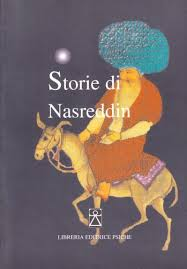 Storie di
Nasreddin
LIBRERIA EDITRICE PSICHE